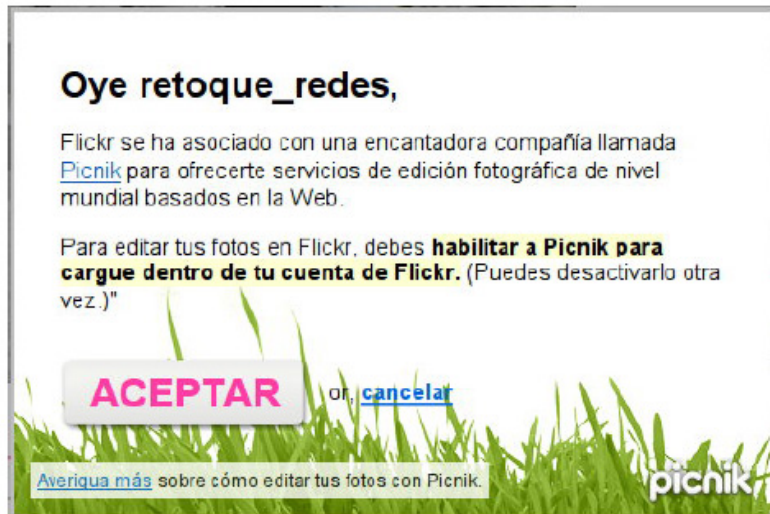 Oye retoque_redes,
Flickr se ha asociado con una encantadora compañía llamada
Picnik para ofrecerte servicios de edición fotográfica de nivel
mundial basados en la Web.
Para editar tus fotos en Flickr, debes habilitar a Picnik para
cargue dentro de tu cuenta de Flickr. (Puedes desactivarlo otra
vez.)"
ACEPTAR or, cancelar
Averigua más sobre cómo editar tus fotos con Picnik.
picnik